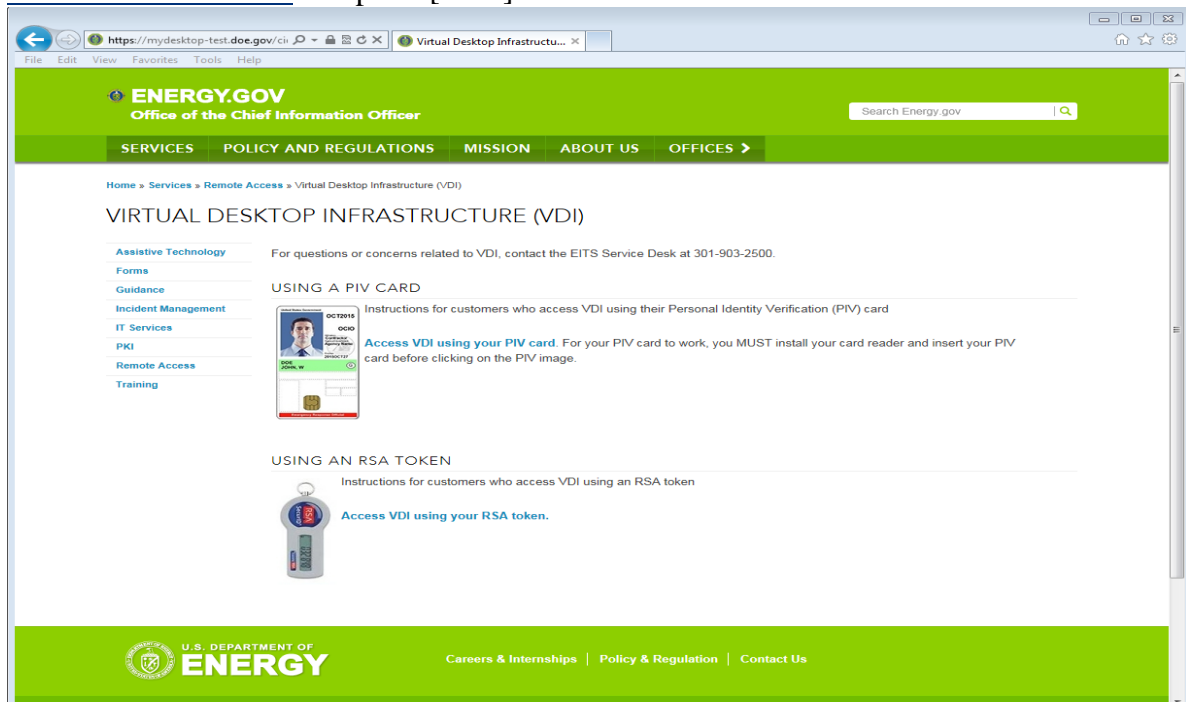 https://mydesktop-test.doe.gov/cii
Virtual Desktop Infrastructu...
File Edit View Favorites Tools Help
ENERGY.GOV
Office of the Chief Information Officer
Search Energy.gov
SERVICES POLICY AND REGULATIONS MISSION ABOUT US OFFICES
Home » Services » Remote Access » Virtual Desktop Infrastructure (VDI)
VIRTUAL DESKTOP INFRASTRUCTURE (VDI)
Assistive Technology
Forms
Guidance
Incident Management
IT Services
PKI
Remote Access
Training
For questions or concerns related to VDI, contact the EITS Service Desk at 301-903-2500.
USING A PIV CARD
OCT2015
OCIO
DOE
JOHN, W
Instructions for customers who access VDI using their Personal Identity Verification (PIV) card
Access VDI using your PIV card. For your PIV card to work, you MUST install your card reader and insert your PIV
card before clicking on the PIV image.
USING AN RSA TOKEN
RSA
Instructions for customers who access VDI using an RSA token
Access VDI using your RSA token.
U.S. DEPARTMENT OF
ENERGY
Careers & Internships | Policy & Regulation | Contact Us